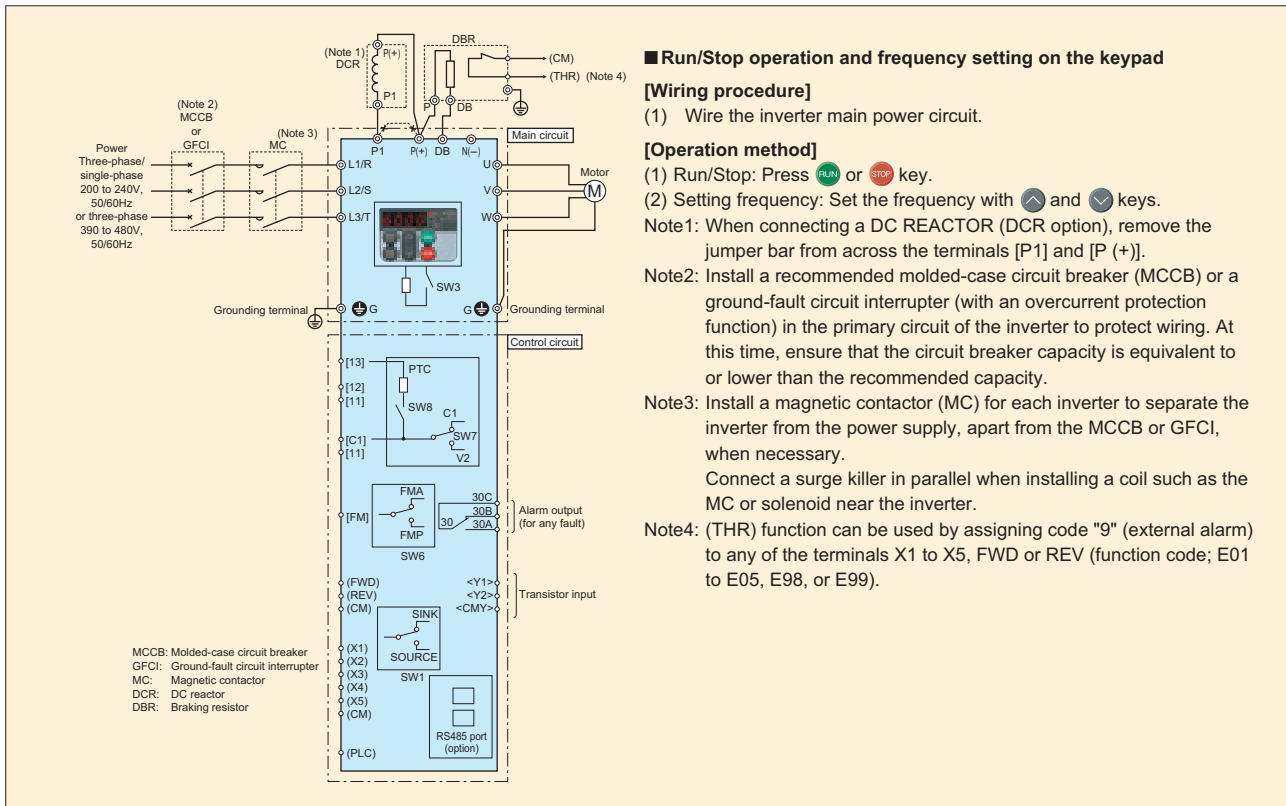 (Note 1)
DCR
P(+)
P1
DBR
(CM)
(THR) (Note 4)
P
DB
(Note 2)
MCCB
or
GFCI
(Note 3)
MC
Power
Three-phase/
single-phase
200 to 240V,
50/60Hz
or three-phase
390 to 480V,
50/60Hz
Main circuit
P1 P(+) DB N(−)
L1/R
L2/S
L3/T
U
V
W
Motor
M
SW3
Grounding terminal
G
G
Grounding terminal
Control circuit
[13]
[12]
[11]
[C1]
[11]
PTC
SW8
C1
SW7
V2
[FM]
FMA
FMP
SW6
30
30C
30B
30A
Alarm output
(for any fault)
(FWD)
(REV)
(CM)
<Y1>
<Y2>
<CMY>
Transistor input
SINK
SOURCE
SW1
(X1)
(X2)
(X3)
(X4)
(X5)
(CM)
(PLC)
RS485 port
(option)
MCCB: Molded-case circuit breaker
GFCI: Ground-fault circuit interrupter
MC: Magnetic contactor
DCR: DC reactor
DBR: Braking resistor
■Run/Stop operation and frequency setting on the keypad
[Wiring procedure]
(1) Wire the inverter main power circuit.
[Operation method]
(1) Run/Stop: Press RUN or STOP key.
(2) Setting frequency: Set the frequency with and keys.
Note1: When connecting a DC REACTOR (DCR option), remove the
jumper bar from across the terminals [P1] and [P (+)].
Note2: Install a recommended molded-case circuit breaker (MCCB) or a
ground-fault circuit interrupter (with an overcurrent protection
function) in the primary circuit of the inverter to protect wiring. At
this time, ensure that the circuit breaker capacity is equivalent to
or lower than the recommended capacity.
Note3: Install a magnetic contactor (MC) for each inverter to separate the
inverter from the power supply, apart from the MCCB or GFCI,
when necessary.
Connect a surge killer in parallel when installing a coil such as the
MC or solenoid near the inverter.
Note4: (THR) function can be used by assigning code "9" (external alarm)
to any of the terminals X1 to X5, FWD or REV (function code; E01
to E05, E98, or E99).